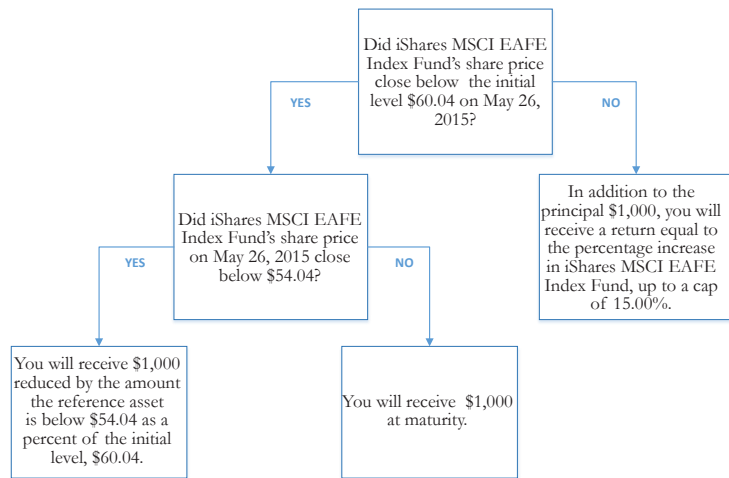 Did iShares MSCI EAFE
Index Fund's share price
close below the initial
level $60.04 on May 26,
2015?
YES
NO
Did iShares MSCI EAFE
Index Fund's share price
on May 26, 2015 close
below $54.04?
In addition to the
principal $1,000, you will
receive a return equal to
the percentage increase
in iShares MSCI EAFE
Index Fund, up to a cap
of 15.00%.
YES
NO
You will receive $1,000
reduced by the amount
the reference asset
is below $54.04 as a
percent of the initial
level, $60.04.
You will receive $1,000
at maturity.